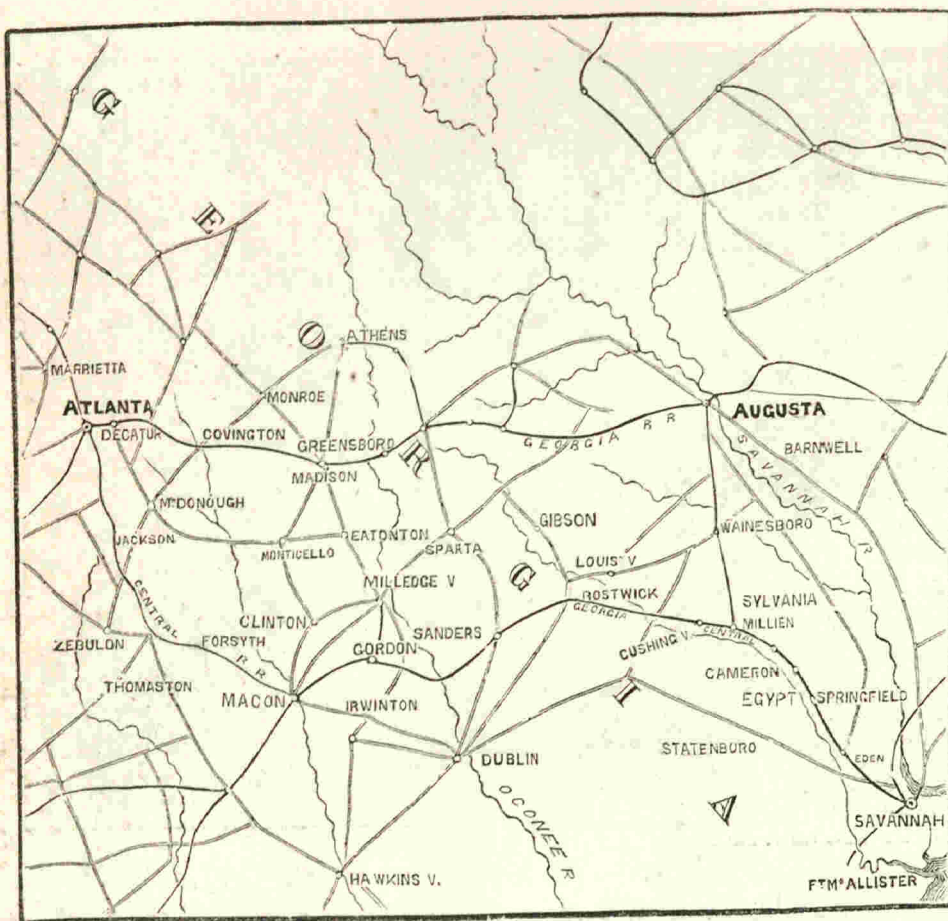 G
E
O
ATHENS
MARRIETTA
MONROE
ATLANTA
AUGUSTA
DECATUR
COVINGTON
GREENSBORO
GEORGIA R R
R
SAVANNAH R
BARNWELL
MADISON
McDONOUGH
GIBSON
WAINESBORO
JACKSON
MONTICELLO
EATONTON
SPARTA
LOUIS V
G
MILLEDGE V
ROSTWICK
SYLVANIA
CENTRAL R R
CLINTON
GEORGIA CENTRAL
MILLIEN
ZEBULON
FORSYTH
GORDON
SANDERS
CUSHING V
CAMERON
THOMASTON
MACON
IRWINTON
I
EGYPT
SPRINGFIELD
STATENBURO
DUBLIN
EDEN
OCONEE R
A
SAVANNAH
HAWKINS V.
FT McALLISTER